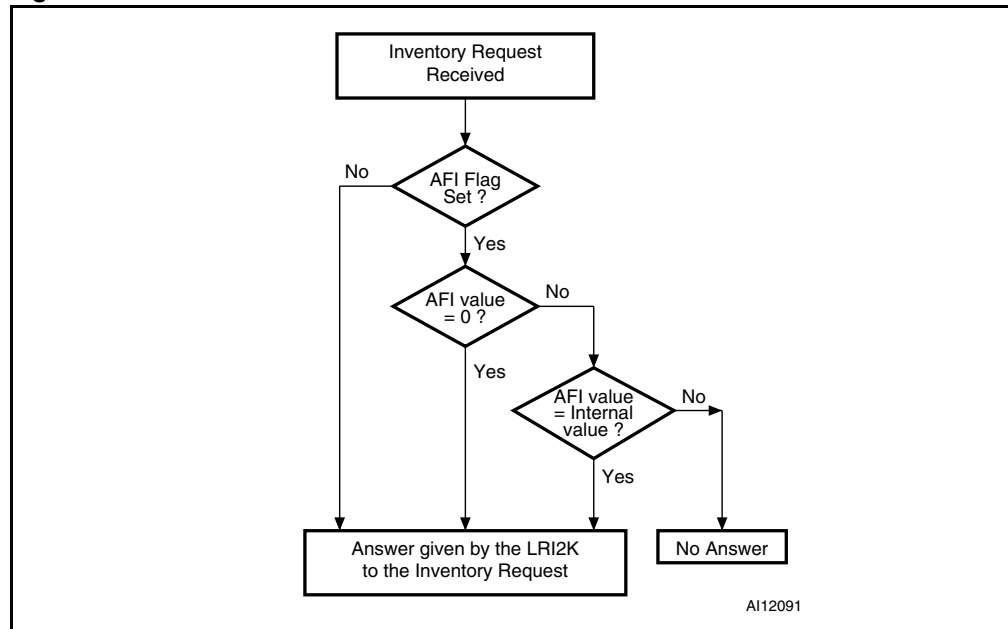 Inventory Request
Received
No
AFI Flag
Set ?
Yes
AFI value
= 0 ?
No
Yes
AFI value
= Internal
value ?
No
Yes
Answer given by the LRI2K
to the Inventory Request
No Answer
AI12091